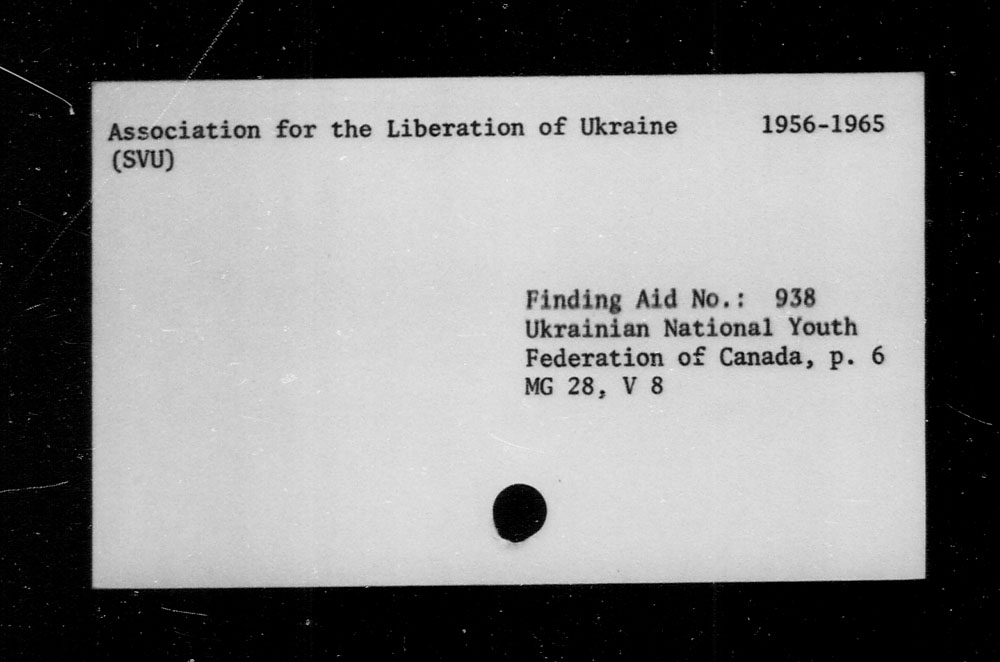 Association for the Liberation of Ukraine 1956-1965
(SVU)
Finding Aid No.: 938
Ukrainian National Youth
Federation of Canada, p. 6
MG 28, V 8